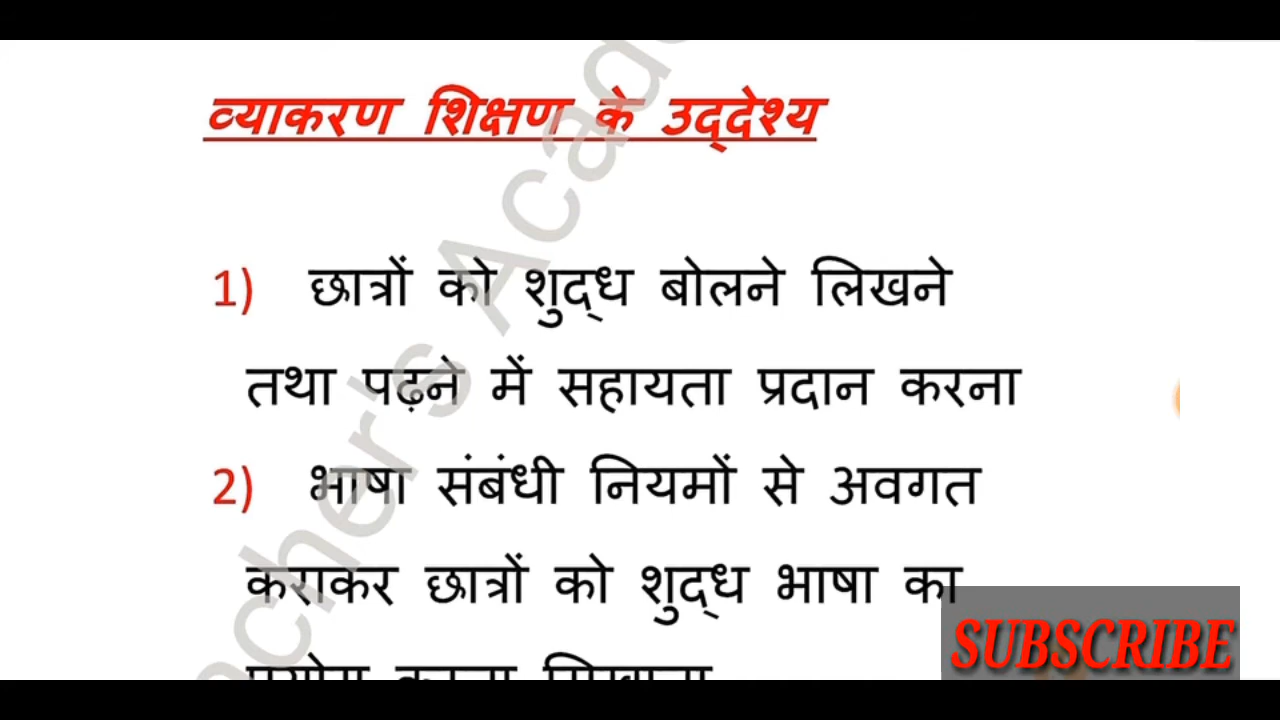 व्याकरण शिक्षण के उद्देश्य
1) छात्रों को शुद्ध बोलने लिखने
तथा पढ़ने में सहायता प्रदान करना
2) भाषा संबंधी नियमों से अवगत
कराकर छात्रों को शुद्ध भाषा का
SUBSCRIBE